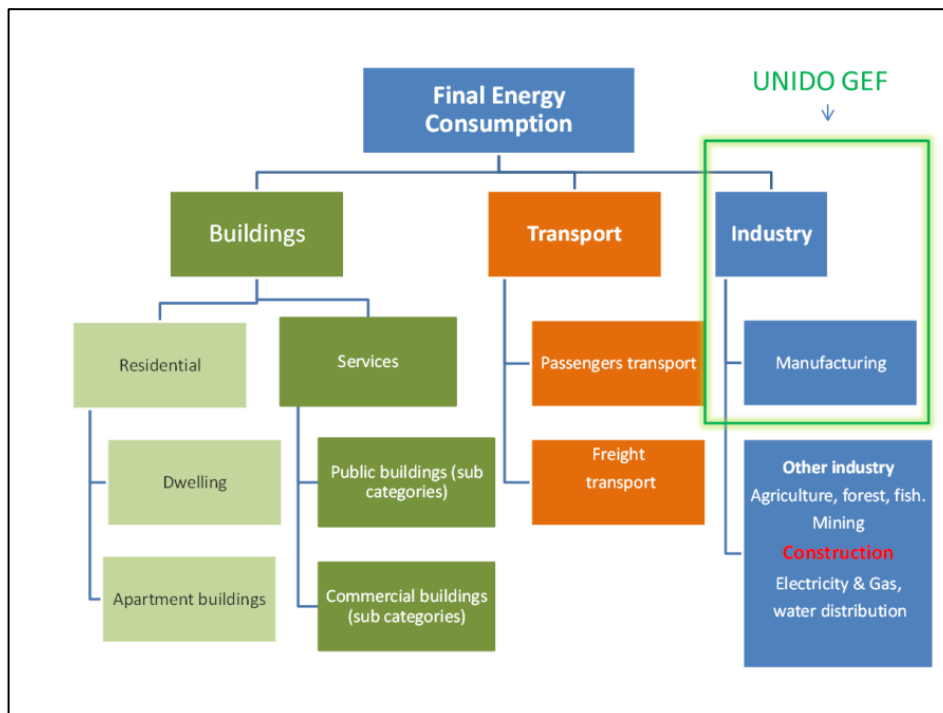 UNIDO GEF
Final Energy
Consumption
Buildings
Transport
Industry
Residential
Services
Passengers transport
Manufacturing
Dwelling
Public buildings (sub
categories)
Freight
transport
Other industry
Agriculture, forest, fish.
Mining
Construction
Electricity & Gas,
water distribution
Apartment buildings
Commercial buildings
(sub categories)